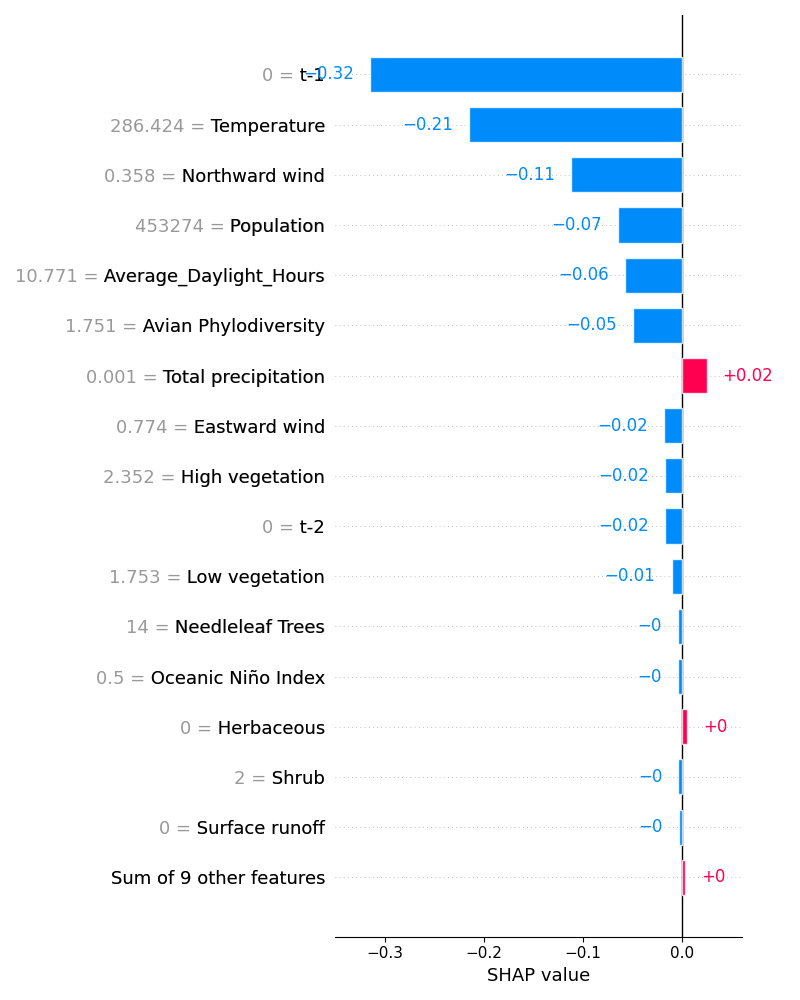 0 = t-1 −0.32
286.424 = Temperature −0.21
0.358 = Northward wind −0.11
453274 = Population −0.07
10.771 = Average_Daylight_Hours −0.06
1.751 = Avian Phylodiversity −0.05
0.001 = Total precipitation +0.02
0.774 = Eastward wind −0.02
2.352 = High vegetation −0.02
0 = t-2 −0.02
1.753 = Low vegetation −0.01
14 = Needleleaf Trees −0
0.5 = Oceanic Niño Index −0
0 = Herbaceous +0
2 = Shrub −0
0 = Surface runoff −0
Sum of 9 other features +0
−0.3 −0.2 −0.1 0.0
SHAP value